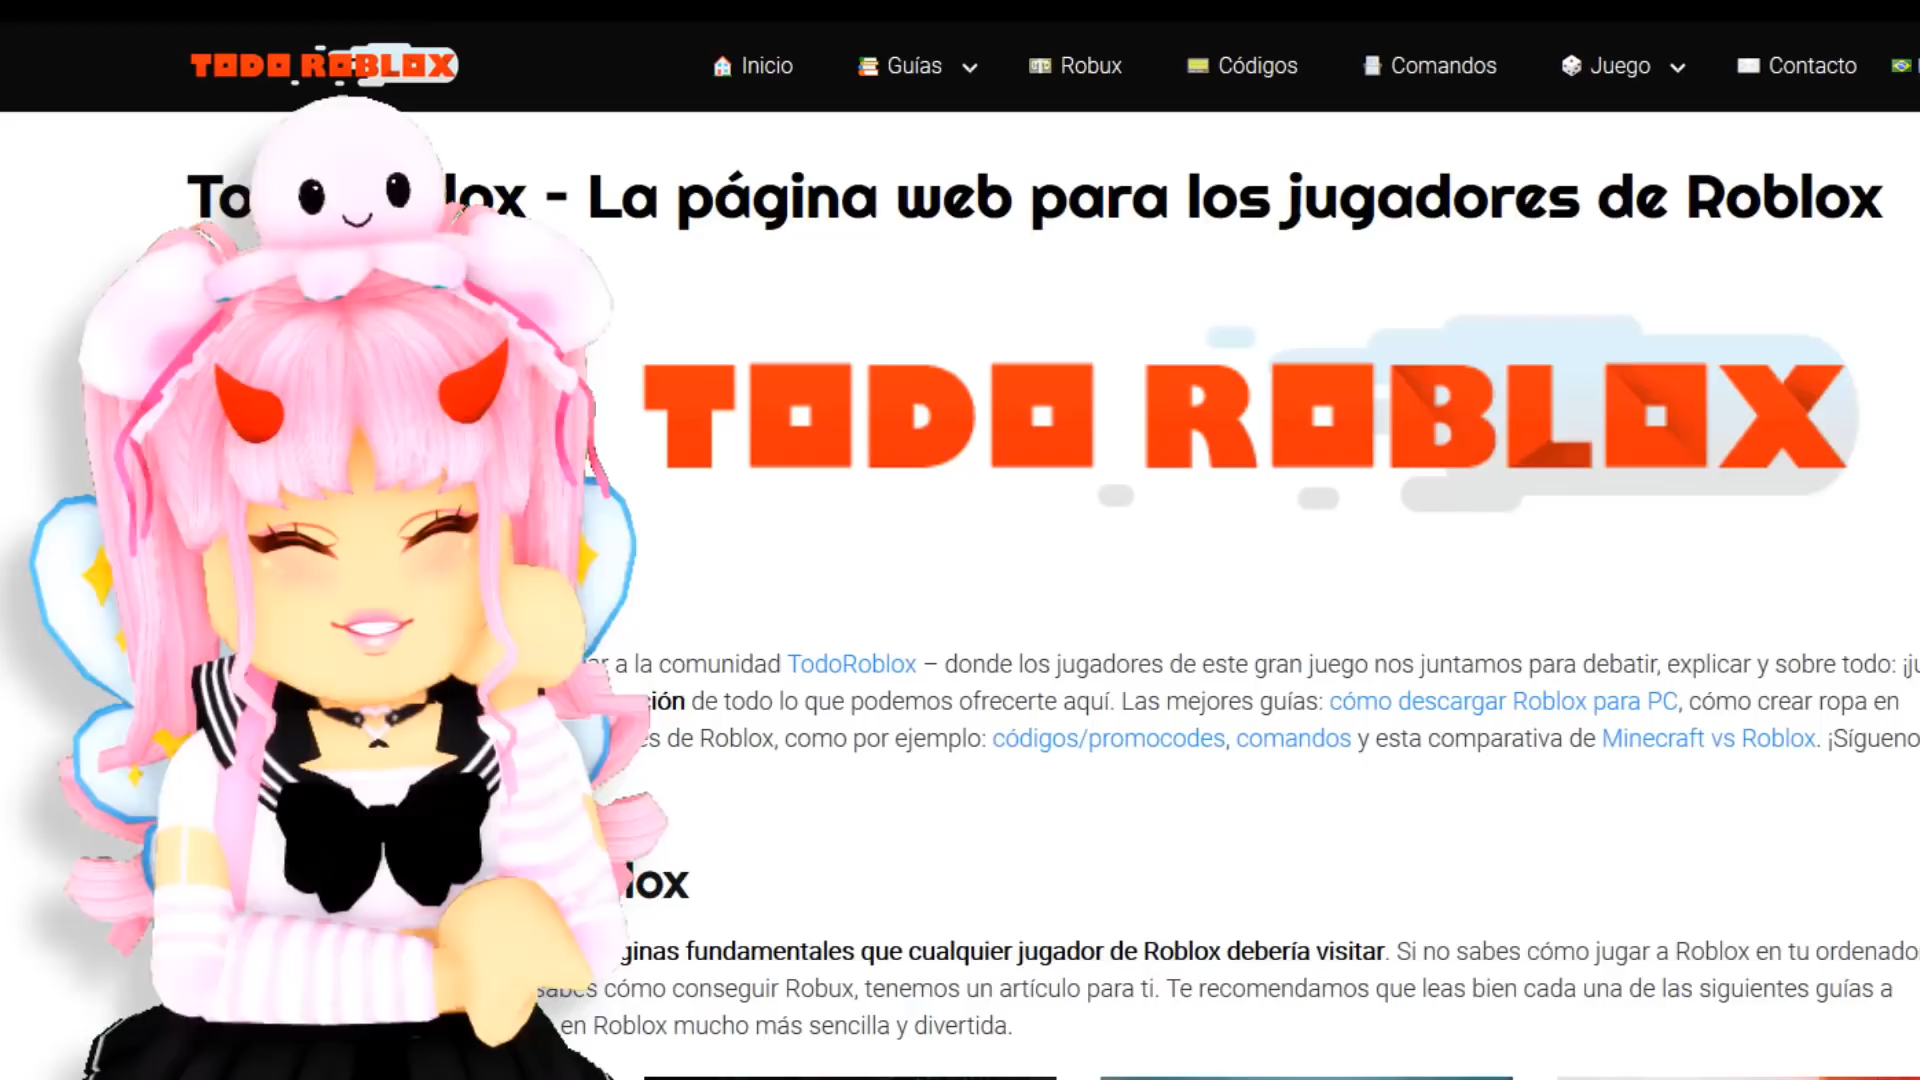 TODO ROBLOX
Inicio Guías Robux Códigos Comandos Juego Contacto
lox - La página web para los jugadores de Roblox
TODO ROBLOX
a la comunidad TodoRoblox – donde los jugadores de este gran juego nos juntamos para debatir, explicar y sobre todo:
de todo lo que podemos ofrecerte aquí. Las mejores guías: cómo descargar Roblox para PC, cómo crear ropa en
de Roblox, como por ejemplo: códigos/promocodes, comandos y esta comparativa de Minecraft vs Roblox.
lox
fundamentales que cualquier jugador de Roblox debería visitar. Si no sabes cómo jugar a Roblox en tu
sabes cómo conseguir Robux, tenemos un artículo para ti. Te recomendamos que leas bien cada una de las siguientes guías a
en Roblox mucho más sencilla y divertida.